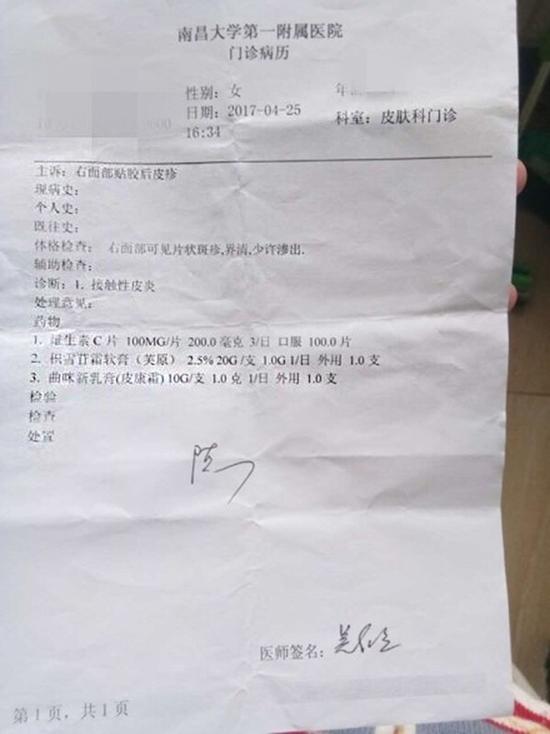 南昌大学第一附属医院
门诊病历
性别：女
日期：2017-04-25
16:34
科室：皮肤科门诊
主诉：右面部贴胶后皮疹
现病史：
个人史：
既往史：
体格检查： 右面部可见片状斑疹,界清,少许渗出.
辅助检查：
诊断：1. 接触性皮炎
处理意见：
药物
1. 维生素C片 100MG/片 200.0 毫克 3/日 口服 100.0 片
2. 积雪苷霜软膏（芙原） 2.5% 20G /支 1.0G 1/日 外用 1.0 支
3. 曲咪新乳膏(皮康霜) 10G/支 1.0 克 1/日 外用 1.0 支
检验
检查
处置
医师签名：
第1页，共1页